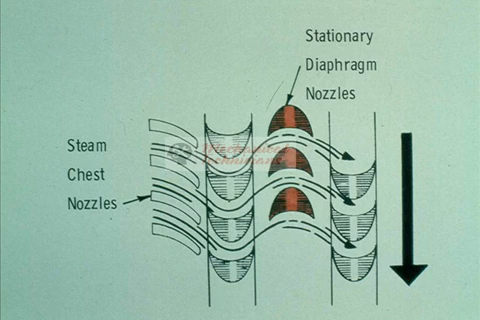 Stationary
Diaphragm
Nozzles
Steam
Chest
Nozzles